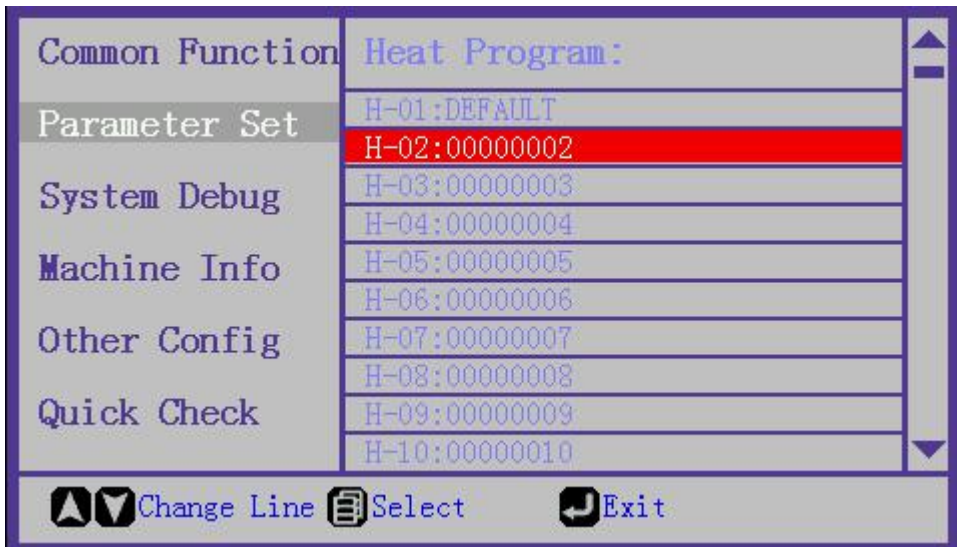 Common Function
Parameter Set
System Debug
Machine Info
Other Config
Quick Check
Heat Program:
H-01:DEFAULT
H-02:00000002
H-03:00000003
H-04:00000004
H-05:00000005
H-06:00000006
H-07:00000007
H-08:00000008
H-09:00000009
H-10:00000010
Change Line Select Exit